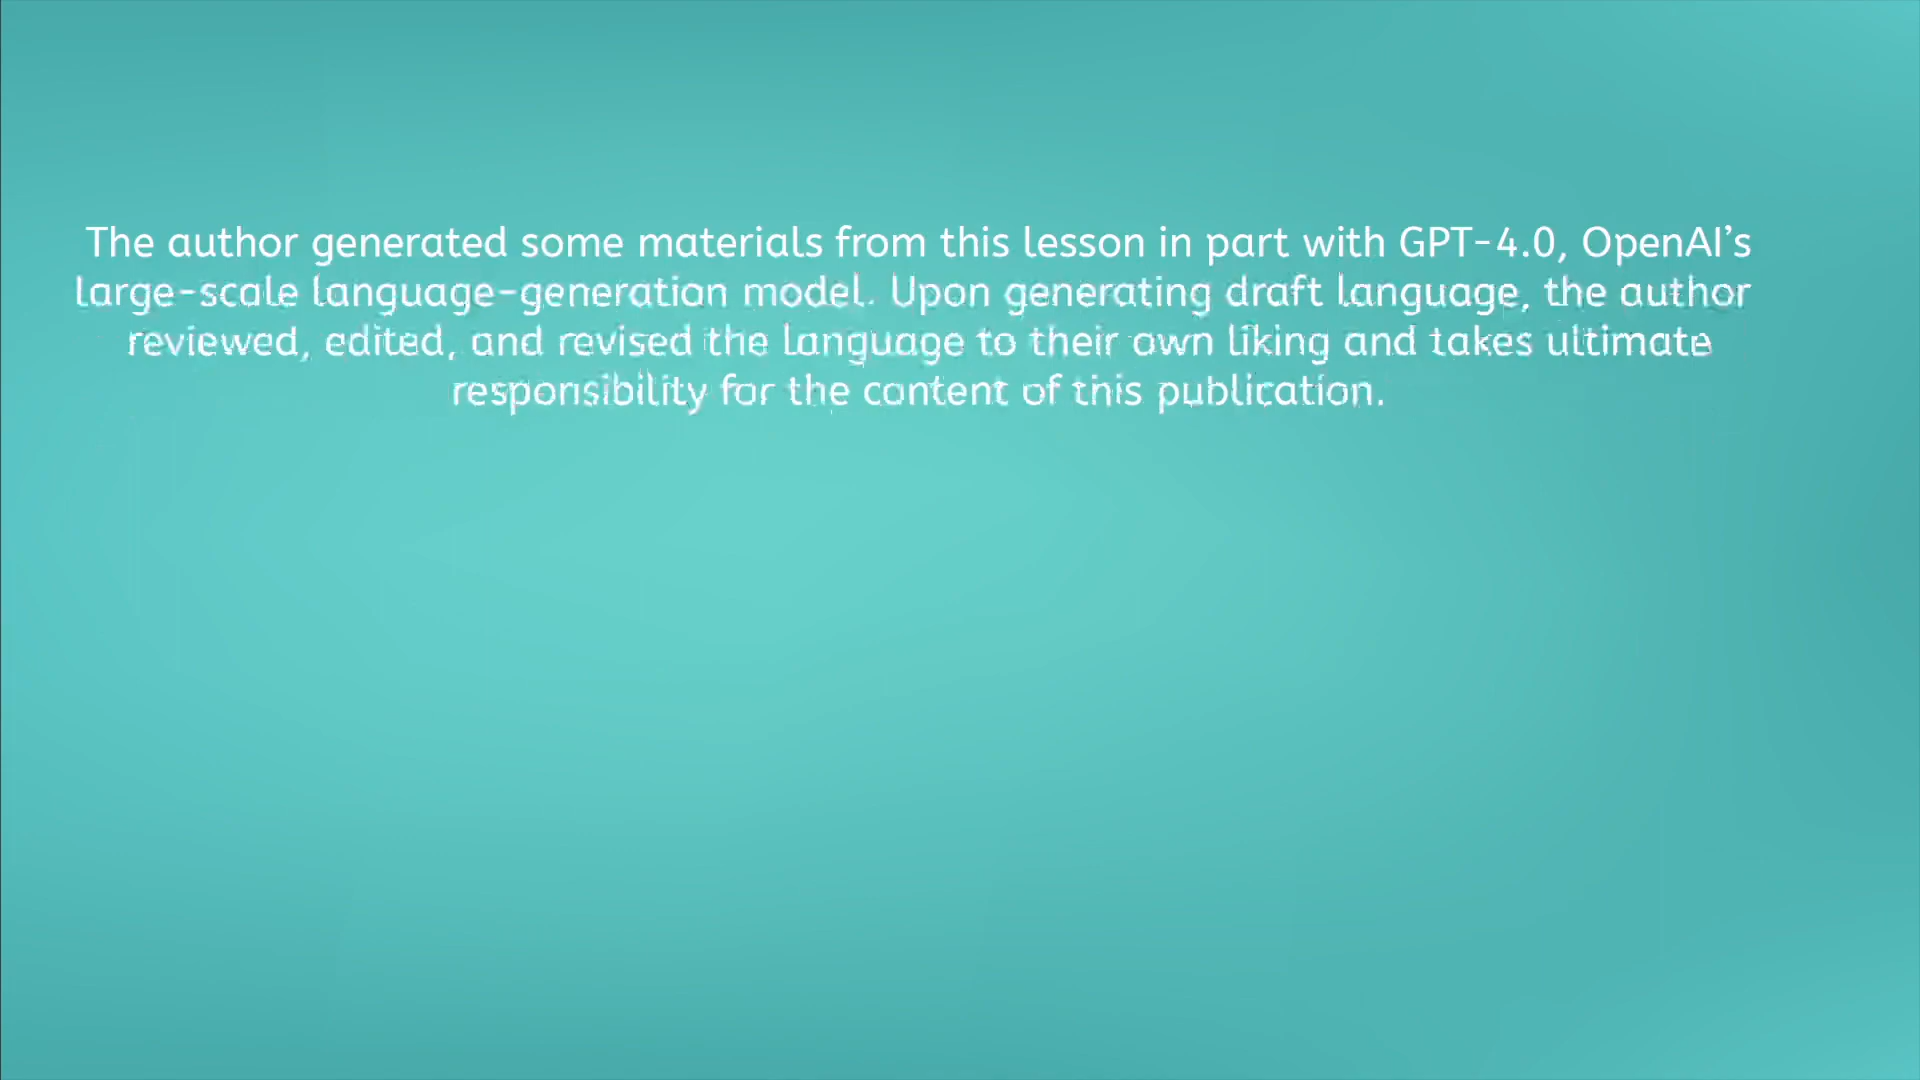 The author generated some materials from this lesson in part with GPT-4.0, OpenAI’s
large-scale language-generation model. Upon generating draft language, the author
reviewed, edited, and revised the language to their own liking and takes ultimate
responsibility for the content of this publication.